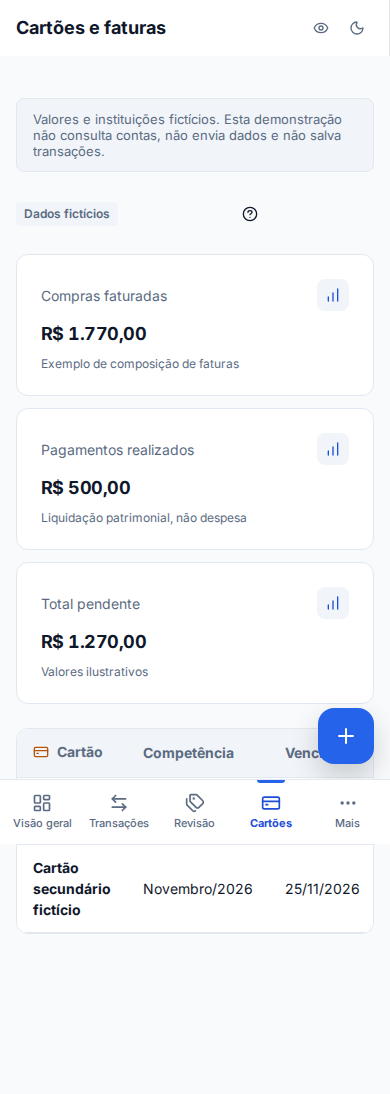 Cartões e faturas
Valores e instituições fictícios. Esta demonstração
não consulta contas, não envia dados e não salva
transações.
Dados fictícios
Compras faturadas
R$ 1.770,00
Exemplo de composição de faturas
Pagamentos realizados
R$ 500,00
Liquidação patrimonial, não despesa
Total pendente
R$ 1.270,00
Valores ilustrativos
Cartão Competência
Visão geral Transações Revisão Cartões Mais
Cartão
secundário
fictício
Novembro/2026 25/11/2026